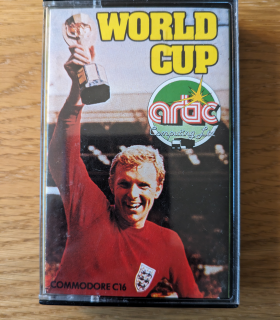 WORLD
CUP
artic
Computing Ltd
COMMODORE C16